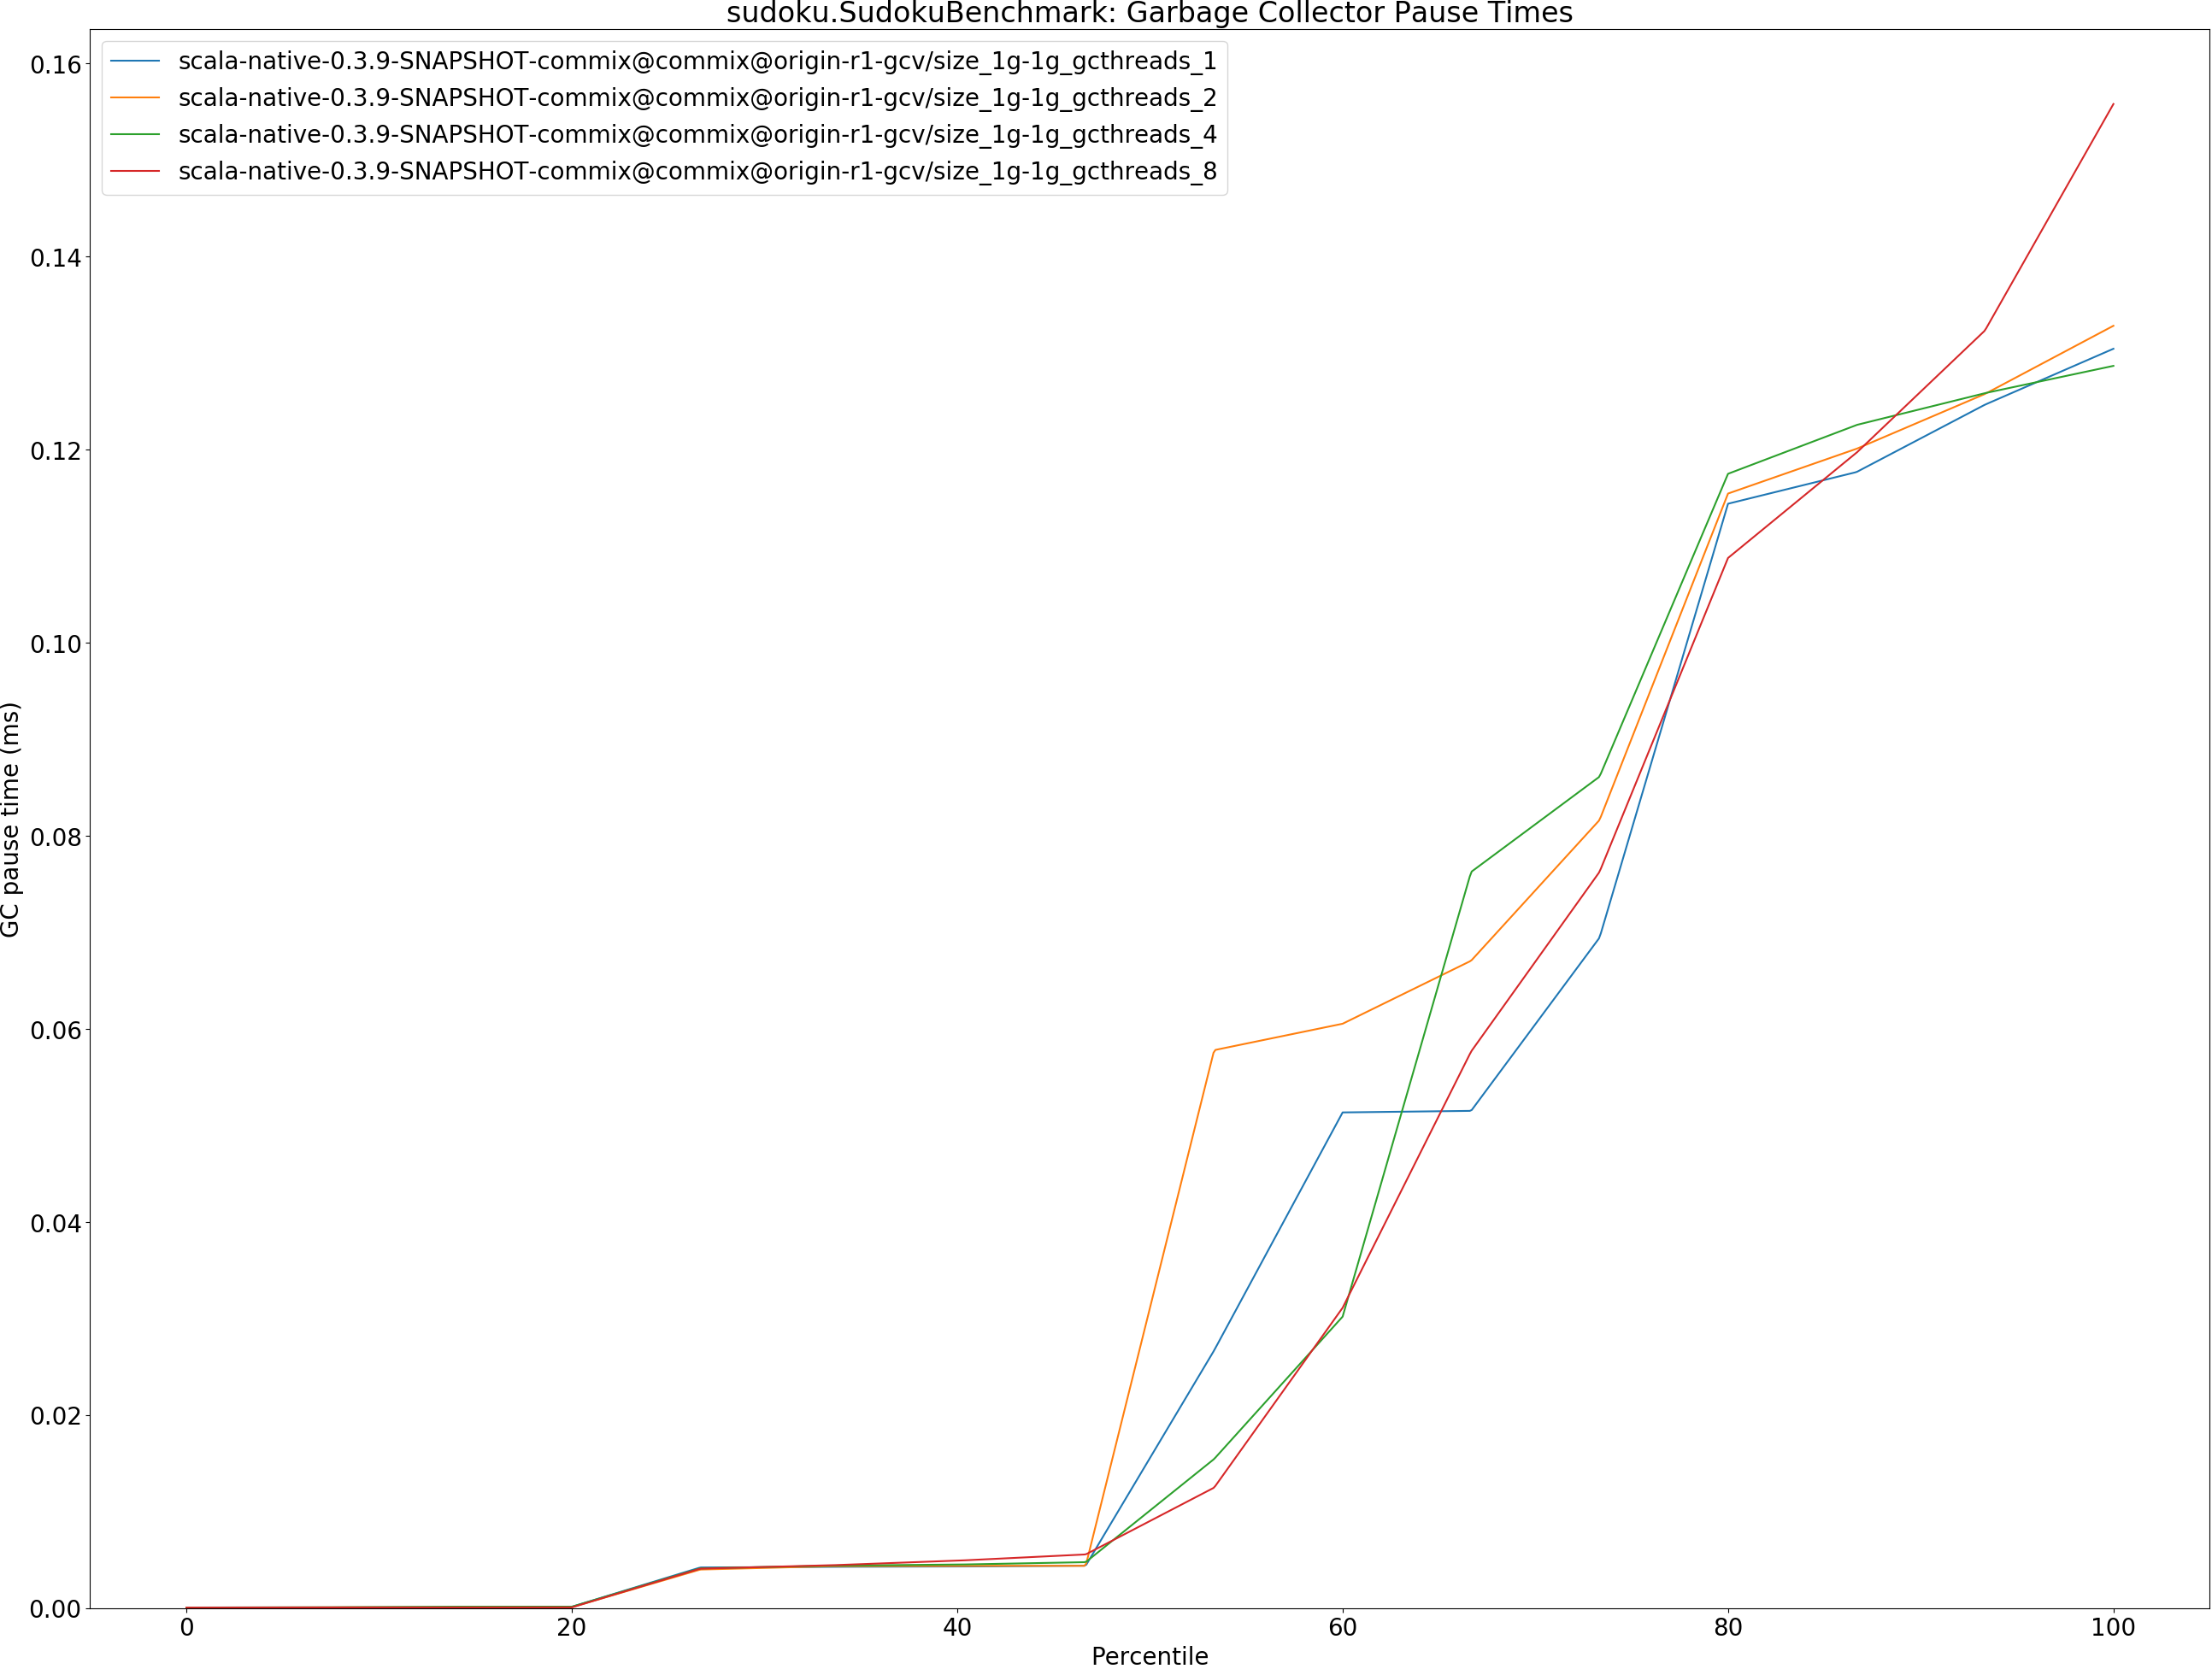 sudoku.SudokuBenchmark: Garbage Collector Pause Times
scala-native-0.3.9-SNAPSHOT-commix@commix@origin-r1-gcv/size_1g-1g_gcthreads_1
scala-native-0.3.9-SNAPSHOT-commix@commix@origin-r1-gcv/size_1g-1g_gcthreads_2
scala-native-0.3.9-SNAPSHOT-commix@commix@origin-r1-gcv/size_1g-1g_gcthreads_4
scala-native-0.3.9-SNAPSHOT-commix@commix@origin-r1-gcv/size_1g-1g_gcthreads_8
0.16
0.14
0.12
0.10
0.08
0.06
0.04
0.02
0.00
GC pause time (ms)
0 20 40 60 80 100
Percentile